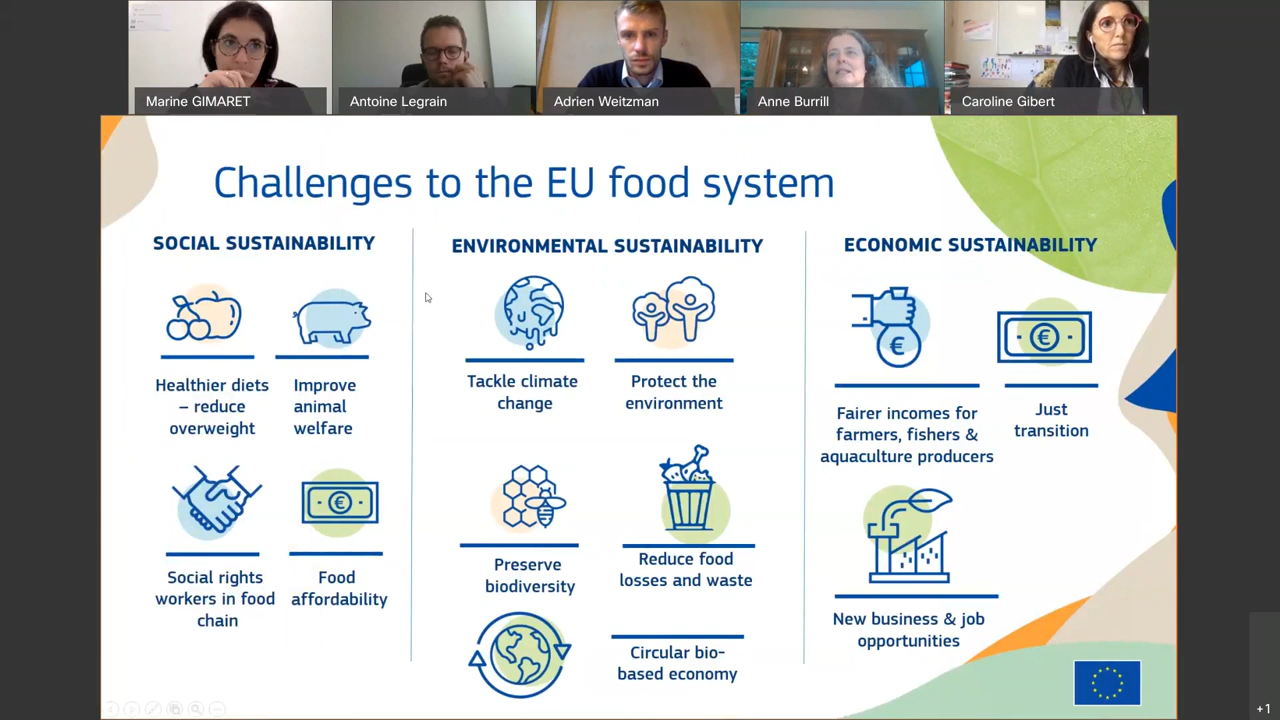 Marine GIMARET
Antoine Legrain
Adrien Weitzman
Anne Burrill
Caroline Gibert
Challenges to the EU food system
SOCIAL SUSTAINABILITY
Healthier diets
– reduce
overweight
Improve
animal
welfare
Social rights
workers in food
chain
Food
affordability
ENVIRONMENTAL SUSTAINABILITY
Tackle climate
change
Protect the
environment
Preserve
biodiversity
Reduce food
losses and waste
Circular bio-
based economy
ECONOMIC SUSTAINABILITY
Fairer incomes for
farmers, fishers &
aquaculture producers
Just
transition
New business & job
opportunities
+1